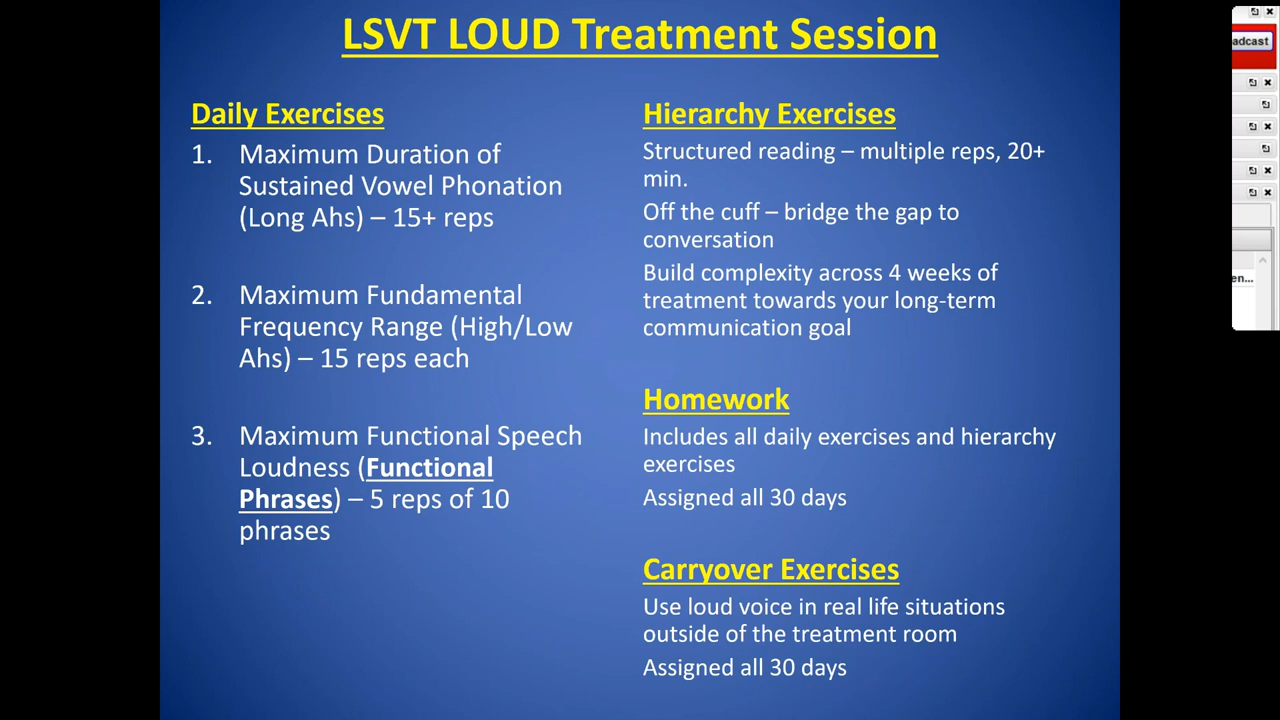 LSVT LOUD Treatment Session
Daily Exercises
1. Maximum Duration of
Sustained Vowel Phonation
(Long Ahs) – 15+ reps
2. Maximum Fundamental
Frequency Range (High/Low
Ahs) – 15 reps each
3. Maximum Functional Speech
Loudness (Functional
Phrases) – 5 reps of 10
phrases
Hierarchy Exercises
Structured reading – multiple reps, 20+
min.
Off the cuff – bridge the gap to
conversation
Build complexity across 4 weeks of
treatment towards your long-term
communication goal
Homework
Includes all daily exercises and hierarchy
exercises
Assigned all 30 days
Carryover Exercises
Use loud voice in real life situations
outside of the treatment room
Assigned all 30 days
adcast
en...